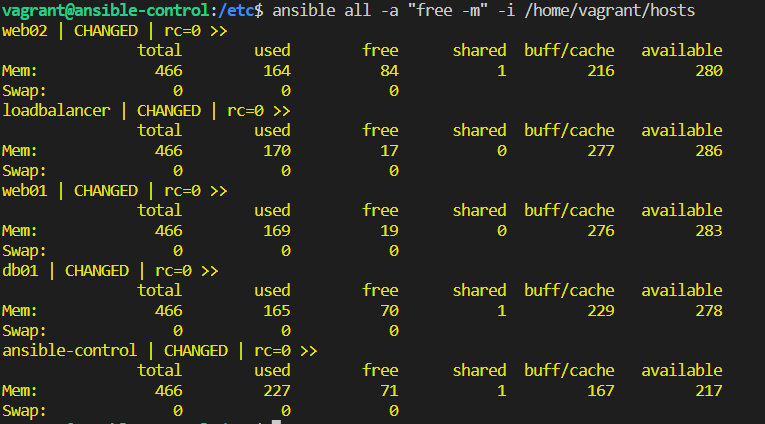 vagrant@ansible-control:/etc$ ansible all -a "free -m" -i /home/vagrant/hosts
web02 | CHANGED | rc=0 >>
total used free shared buff/cache available
Mem: 466 164 84 1 216 280
Swap: 0 0 0
loadbalancer | CHANGED | rc=0 >>
total used free shared buff/cache available
Mem: 466 170 17 0 277 286
Swap: 0 0 0
web01 | CHANGED | rc=0 >>
total used free shared buff/cache available
Mem: 466 169 19 0 276 283
Swap: 0 0 0
db01 | CHANGED | rc=0 >>
total used free shared buff/cache available
Mem: 466 165 70 1 229 278
Swap: 0 0 0
ansible-control | CHANGED | rc=0 >>
total used free shared buff/cache available
Mem: 466 227 71 1 167 217
Swap: 0 0 0